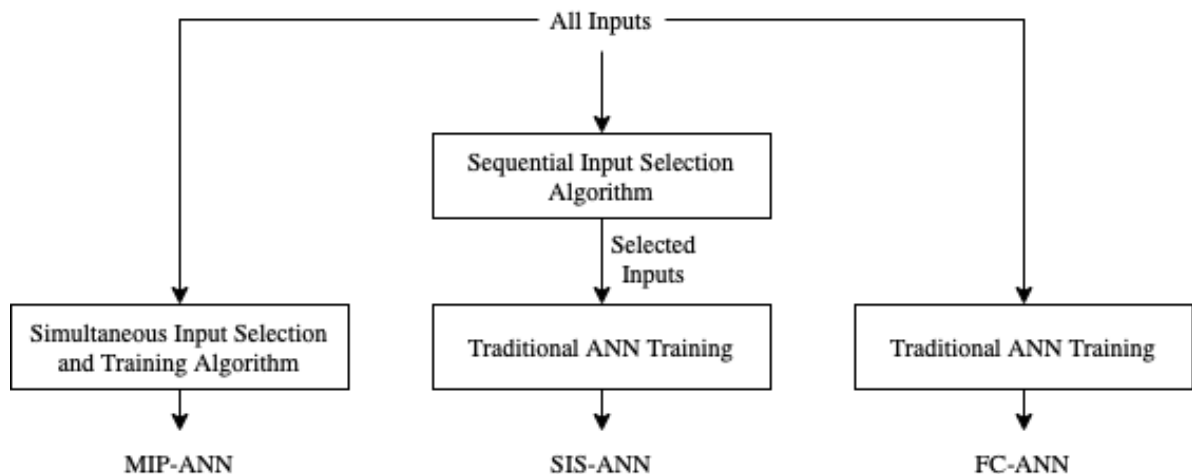 All Inputs
Sequential Input Selection
Algorithm
Selected
Inputs
Simultaneous Input Selection
and Training Algorithm
Traditional ANN Training
Traditional ANN Training
MIP-ANN
SIS-ANN
FC-ANN